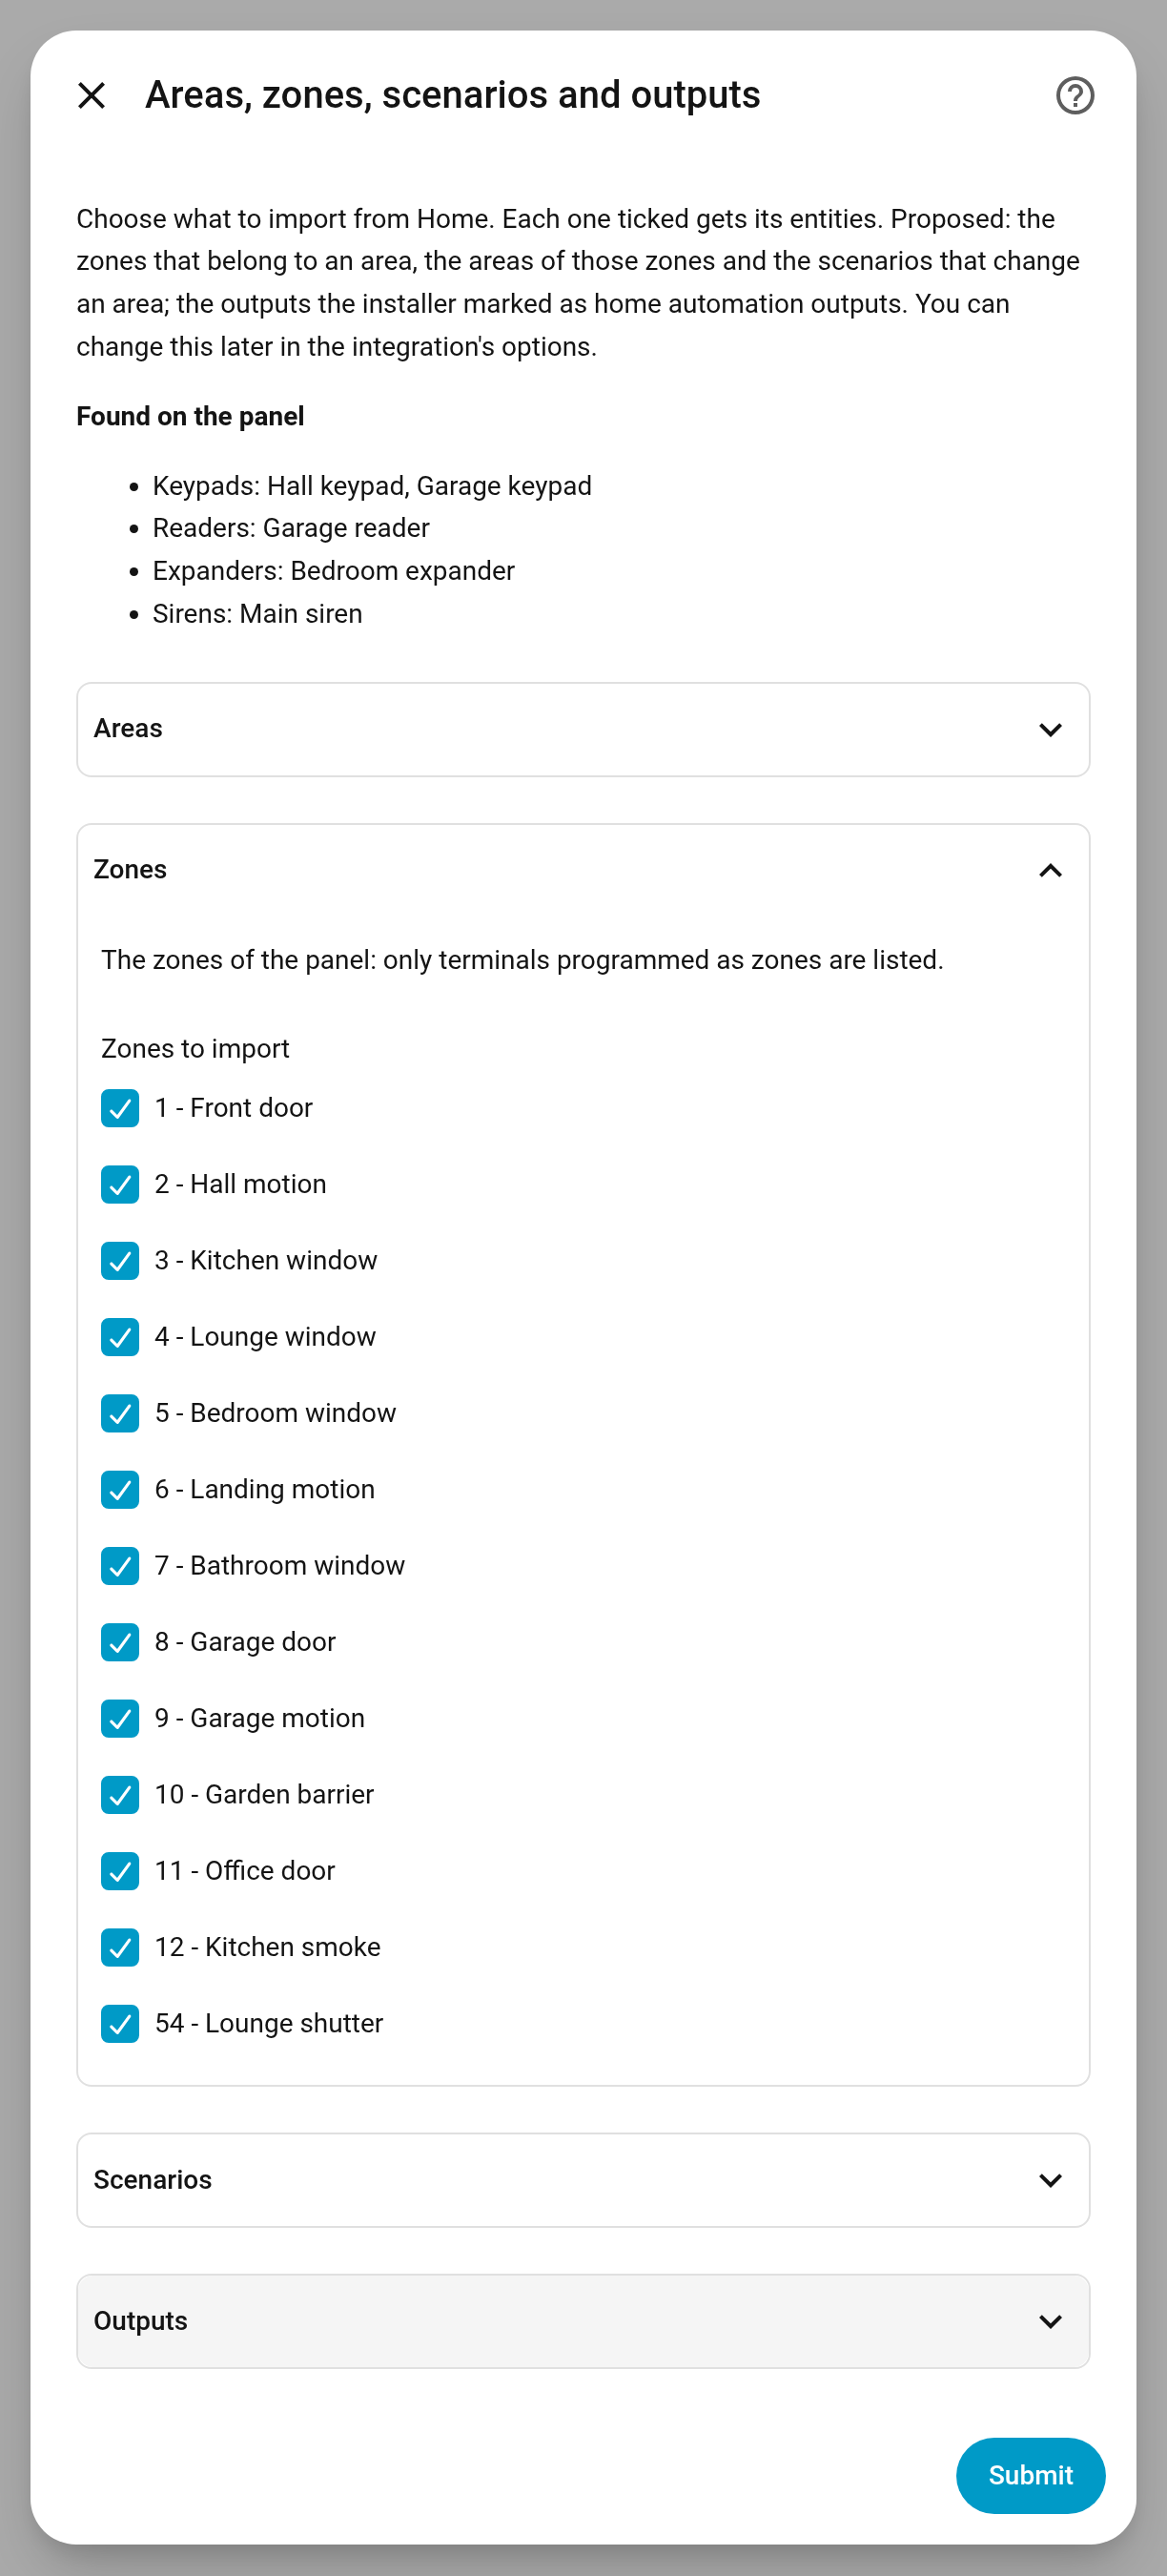 Areas, zones, scenarios and outputs
Choose what to import from Home. Each one ticked gets its entities. Proposed: the
zones that belong to an area, the areas of those zones and the scenarios that change
an area; the outputs the installer marked as home automation outputs. You can
change this later in the integration's options.
Found on the panel
• Keypads: Hall keypad, Garage keypad
• Readers: Garage reader
• Expanders: Bedroom expander
• Sirens: Main siren
Areas
Zones
The zones of the panel: only terminals programmed as zones are listed.
Zones to import
1 - Front door
2 - Hall motion
3 - Kitchen window
4 - Lounge window
5 - Bedroom window
6 - Landing motion
7 - Bathroom window
8 - Garage door
9 - Garage motion
10 - Garden barrier
11 - Office door
12 - Kitchen smoke
54 - Lounge shutter
Scenarios
Outputs
Submit